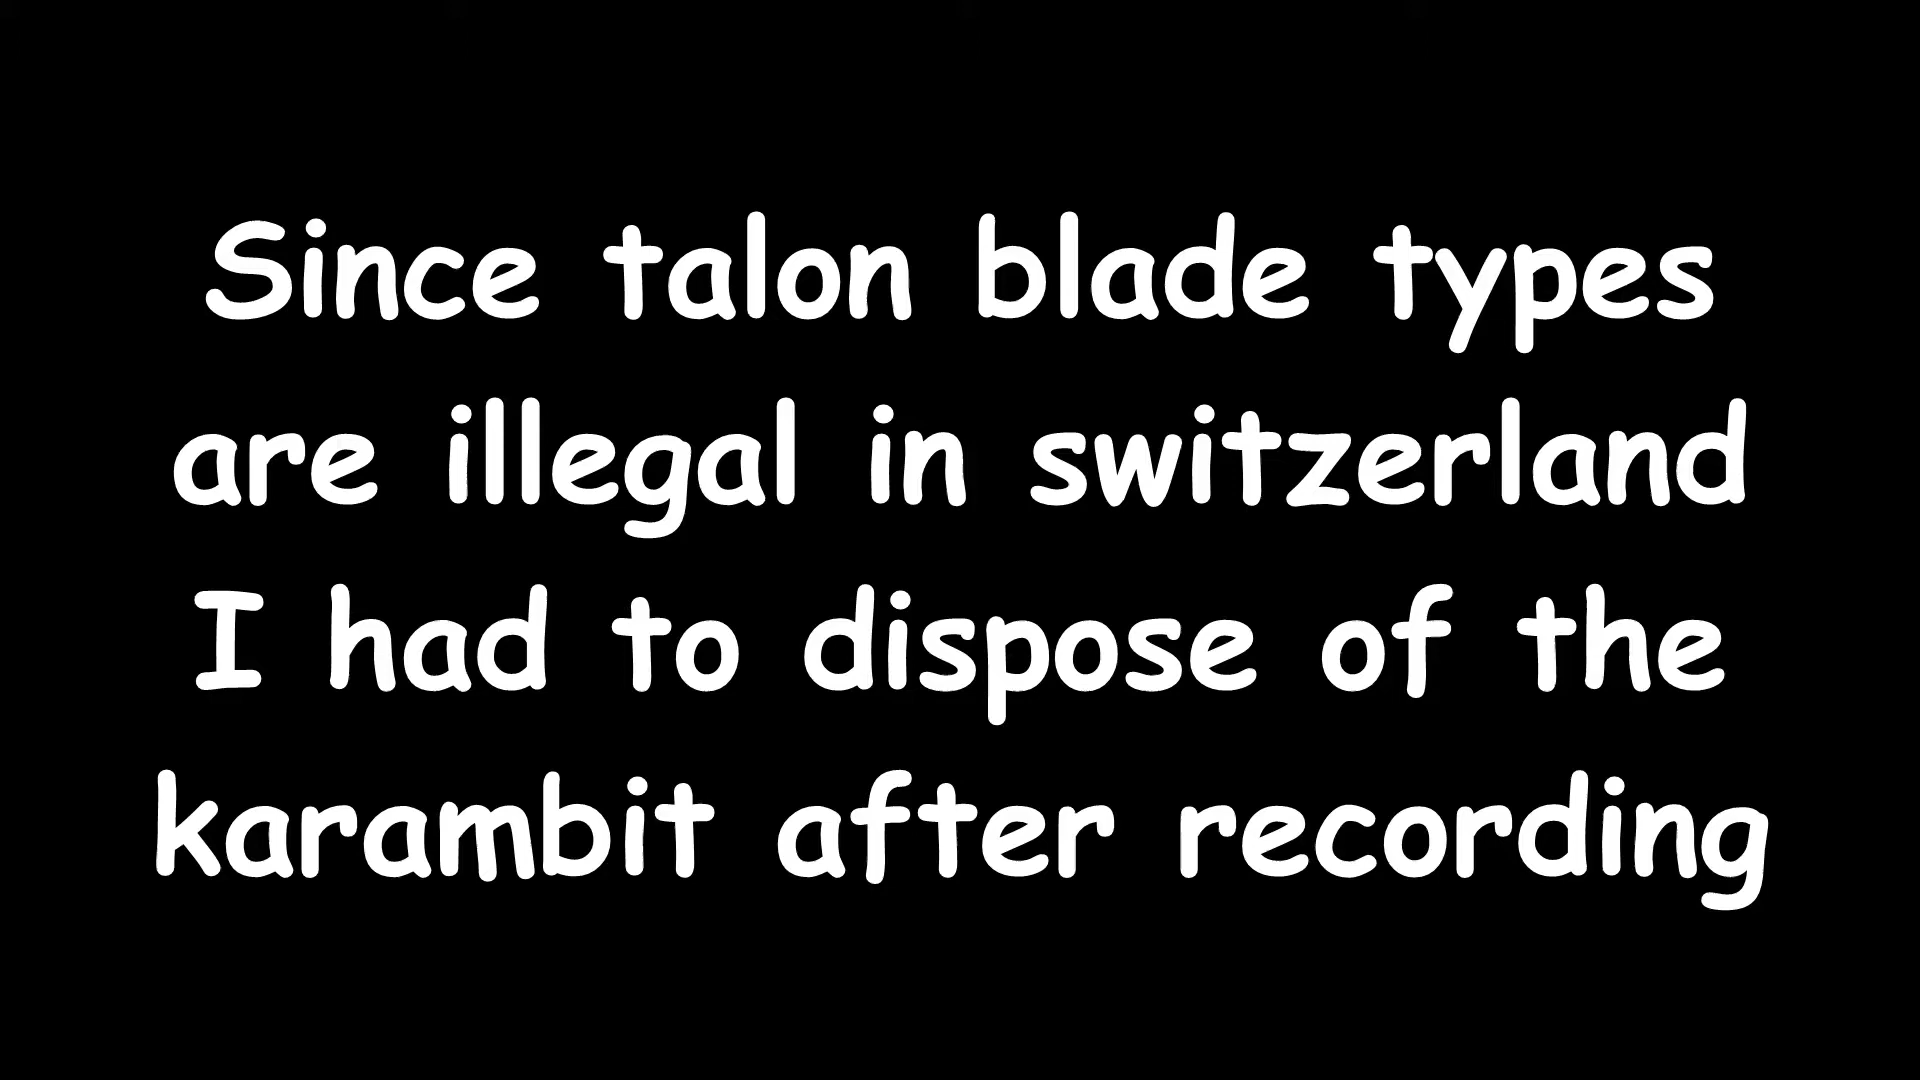 Since talon blade types
are illegal in switzerland
I had to dispose of the
karambit after recording